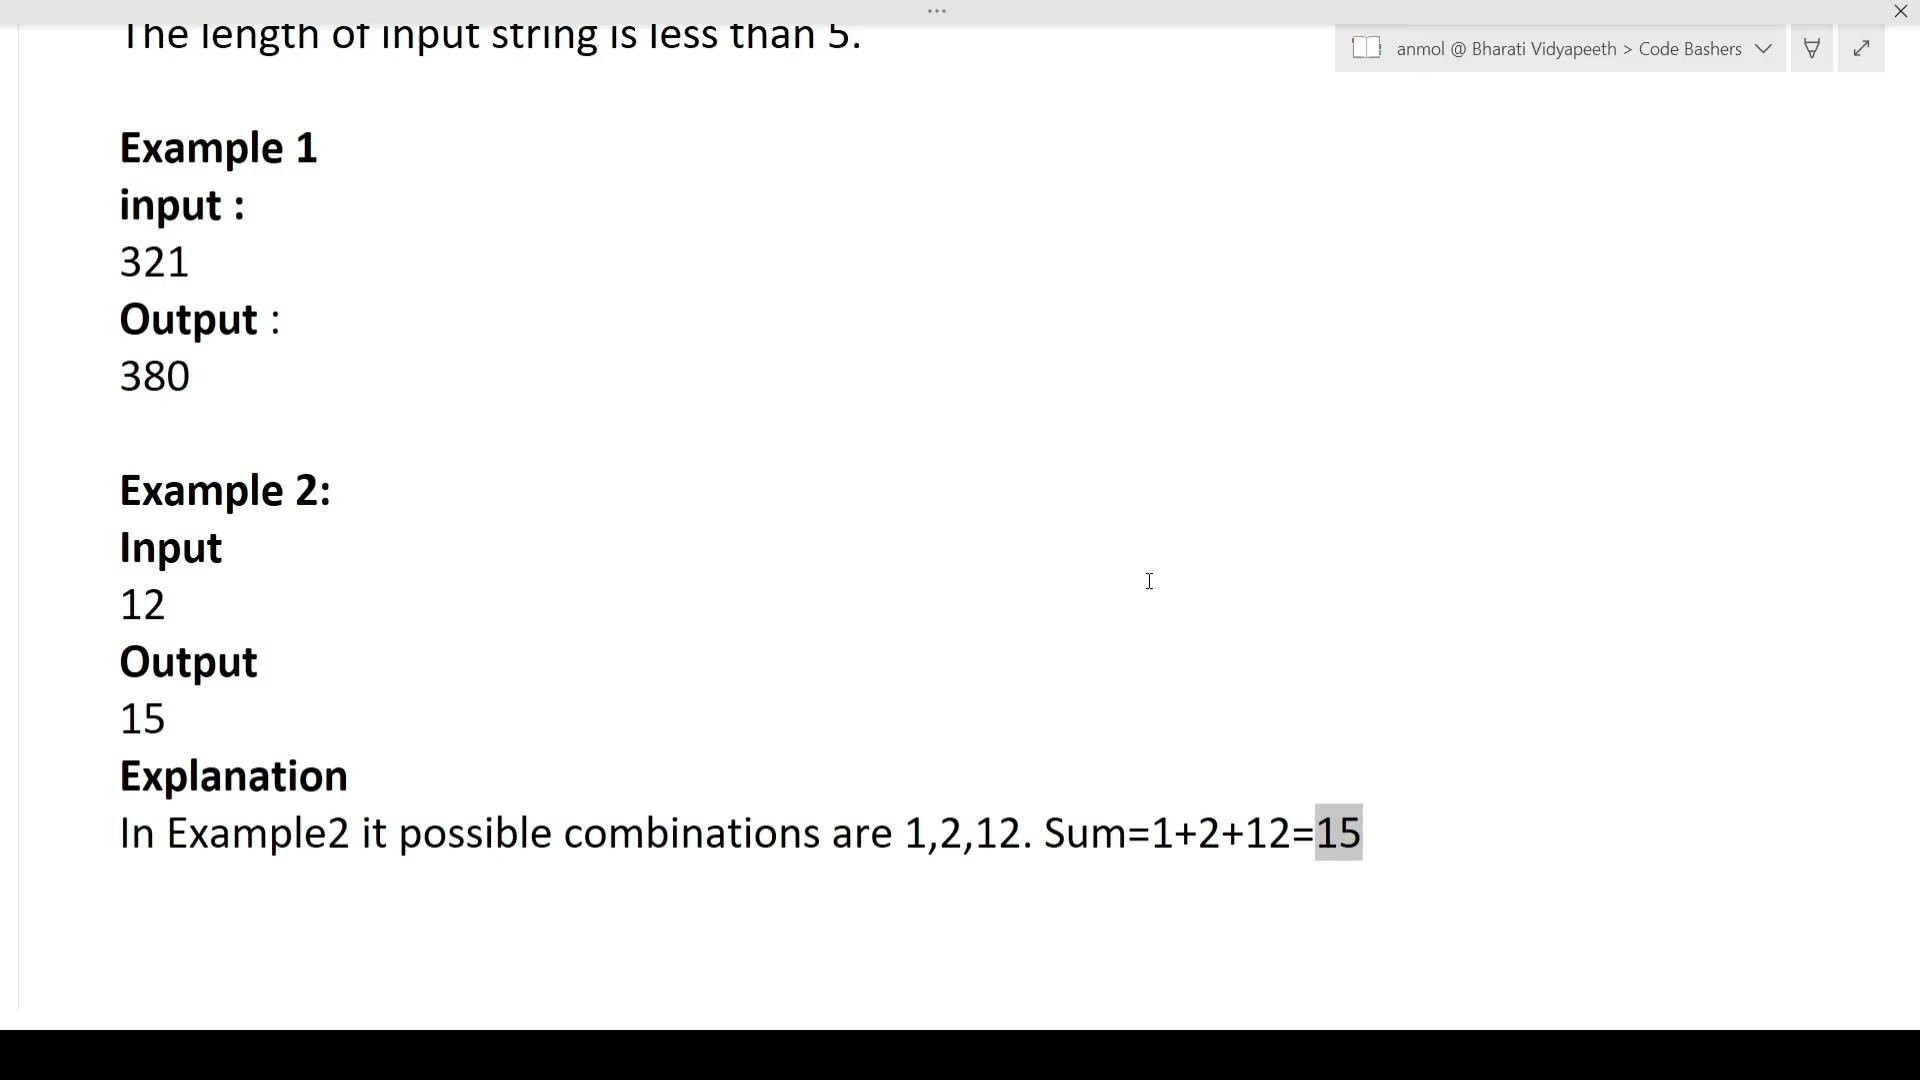 The length of input string is less than 5.
anmol @ Bharati Vidyapeeth > Code Bashers
Example 1
input :
321
Output :
380
Example 2:
Input
12
Output
15
Explanation
In Example2 it possible combinations are 1,2,12. Sum=1+2+12=15